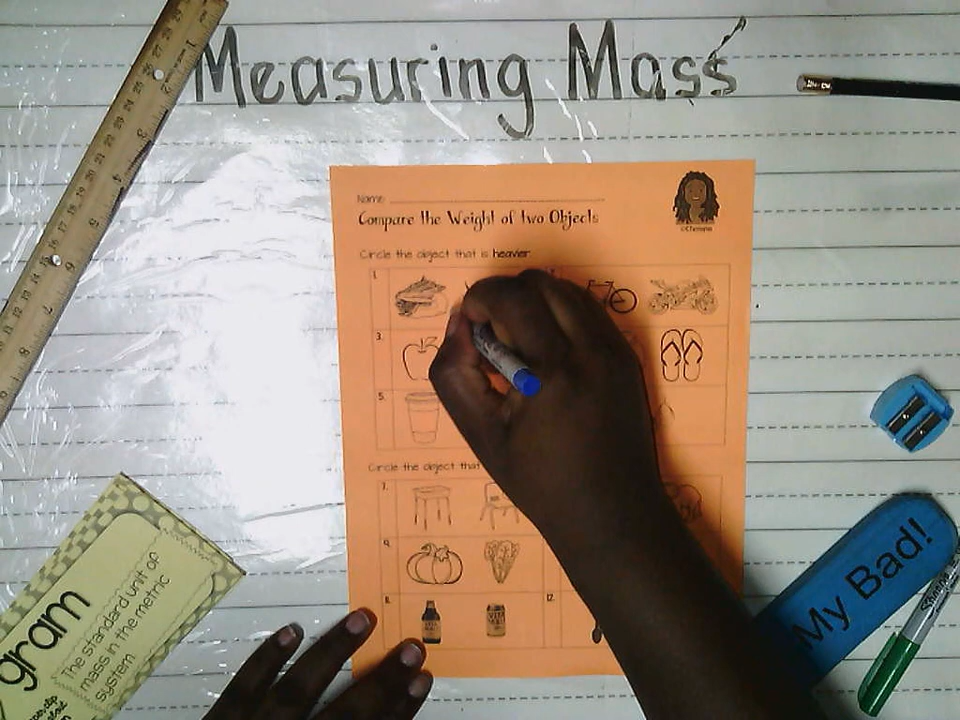 Measuring Mass
Name:
Compare the Weight of Two Objects
Circle the object that is heavier
1.
3.
5.
Circle the object that
7.
9.
12.
My Bad!
gram
The standard unit of
mass in the metric
system